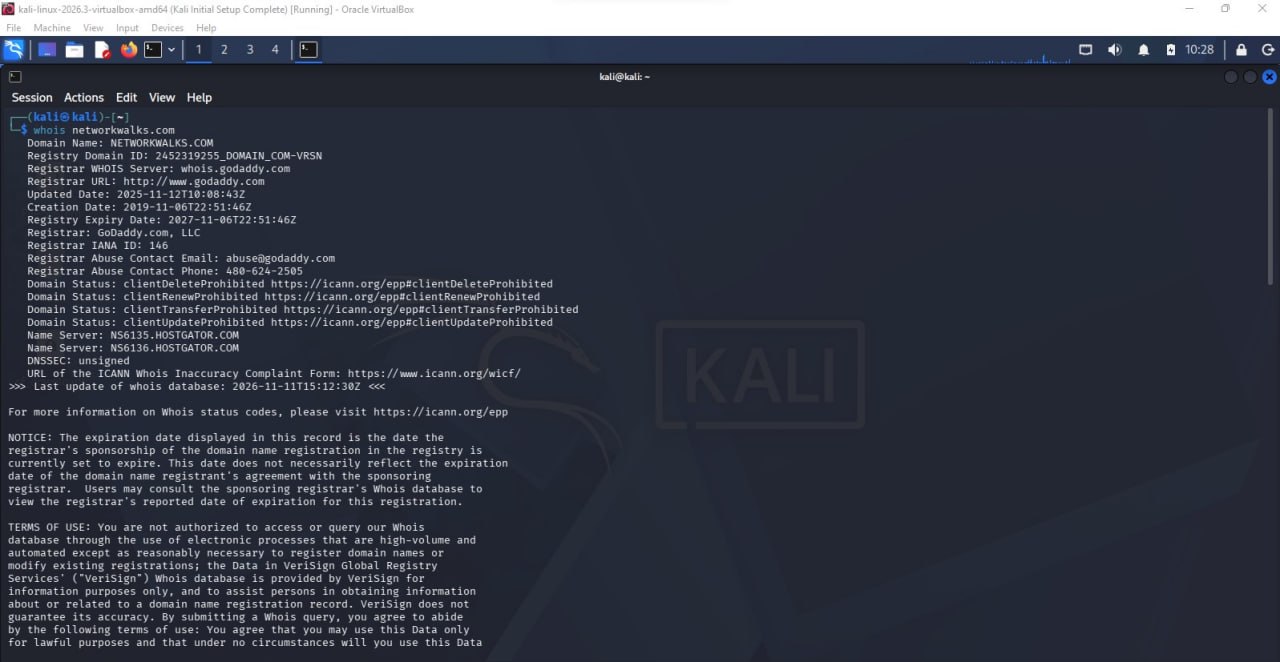 kali-linux-2026.3-virtualbox-amd64 (Kali Initial Setup Complete) [Running] - Oracle VirtualBox
File Machine View Input Devices Help
1 2 3 4 10:28
kali@kali: ~
Session Actions Edit View Help
┌──(kali㉿kali)-[~]
└─$ whois networkwalks.com
Domain Name: NETWORKWALKS.COM
Registry Domain ID: 2452319255_DOMAIN_COM-VRSN
Registrar WHOIS Server: whois.godaddy.com
Registrar URL: http://www.godaddy.com
Updated Date: 2025-11-12T10:08:43Z
Creation Date: 2019-11-06T22:51:46Z
Registry Expiry Date: 2027-11-06T22:51:46Z
Registrar: GoDaddy.com, LLC
Registrar IANA ID: 146
Registrar Abuse Contact Email: abuse@godaddy.com
Registrar Abuse Contact Phone: 480-624-2505
Domain Status: clientDeleteProhibited https://icann.org/epp#clientDeleteProhibited
Domain Status: clientRenewProhibited https://icann.org/epp#clientRenewProhibited
Domain Status: clientTransferProhibited https://icann.org/epp#clientTransferProhibited
Domain Status: clientUpdateProhibited https://icann.org/epp#clientUpdateProhibited
Name Server: NS6135.HOSTGATOR.COM
Name Server: NS6136.HOSTGATOR.COM
DNSSEC: unsigned
URL of the ICANN Whois Inaccuracy Complaint Form: https://www.icann.org/wicf/
>>> Last update of whois database: 2026-11-11T15:12:30Z <<<
For more information on Whois status codes, please visit https://icann.org/epp
NOTICE: The expiration date displayed in this record is the date the
registrar's sponsorship of the domain name registration in the registry is
currently set to expire. This date does not necessarily reflect the expiration
date of the domain name registrant's agreement with the sponsoring
registrar. Users may consult the sponsoring registrar's Whois database to
view the registrar's reported date of expiration for this registration.
TERMS OF USE: You are not authorized to access or query our Whois
database through the use of electronic processes that are high-volume and
automated except as reasonably necessary to register domain names or
modify existing registrations; the Data in VeriSign Global Registry
Services' ("VeriSign") Whois database is provided by VeriSign for
information purposes only, and to assist persons in obtaining information
about or related to a domain name registration record. VeriSign does not
guarantee its accuracy. By submitting a Whois query, you agree to abide
by the following terms of use: You agree that you may use this Data only
for lawful purposes and that under no circumstances will you use this Data
KALI